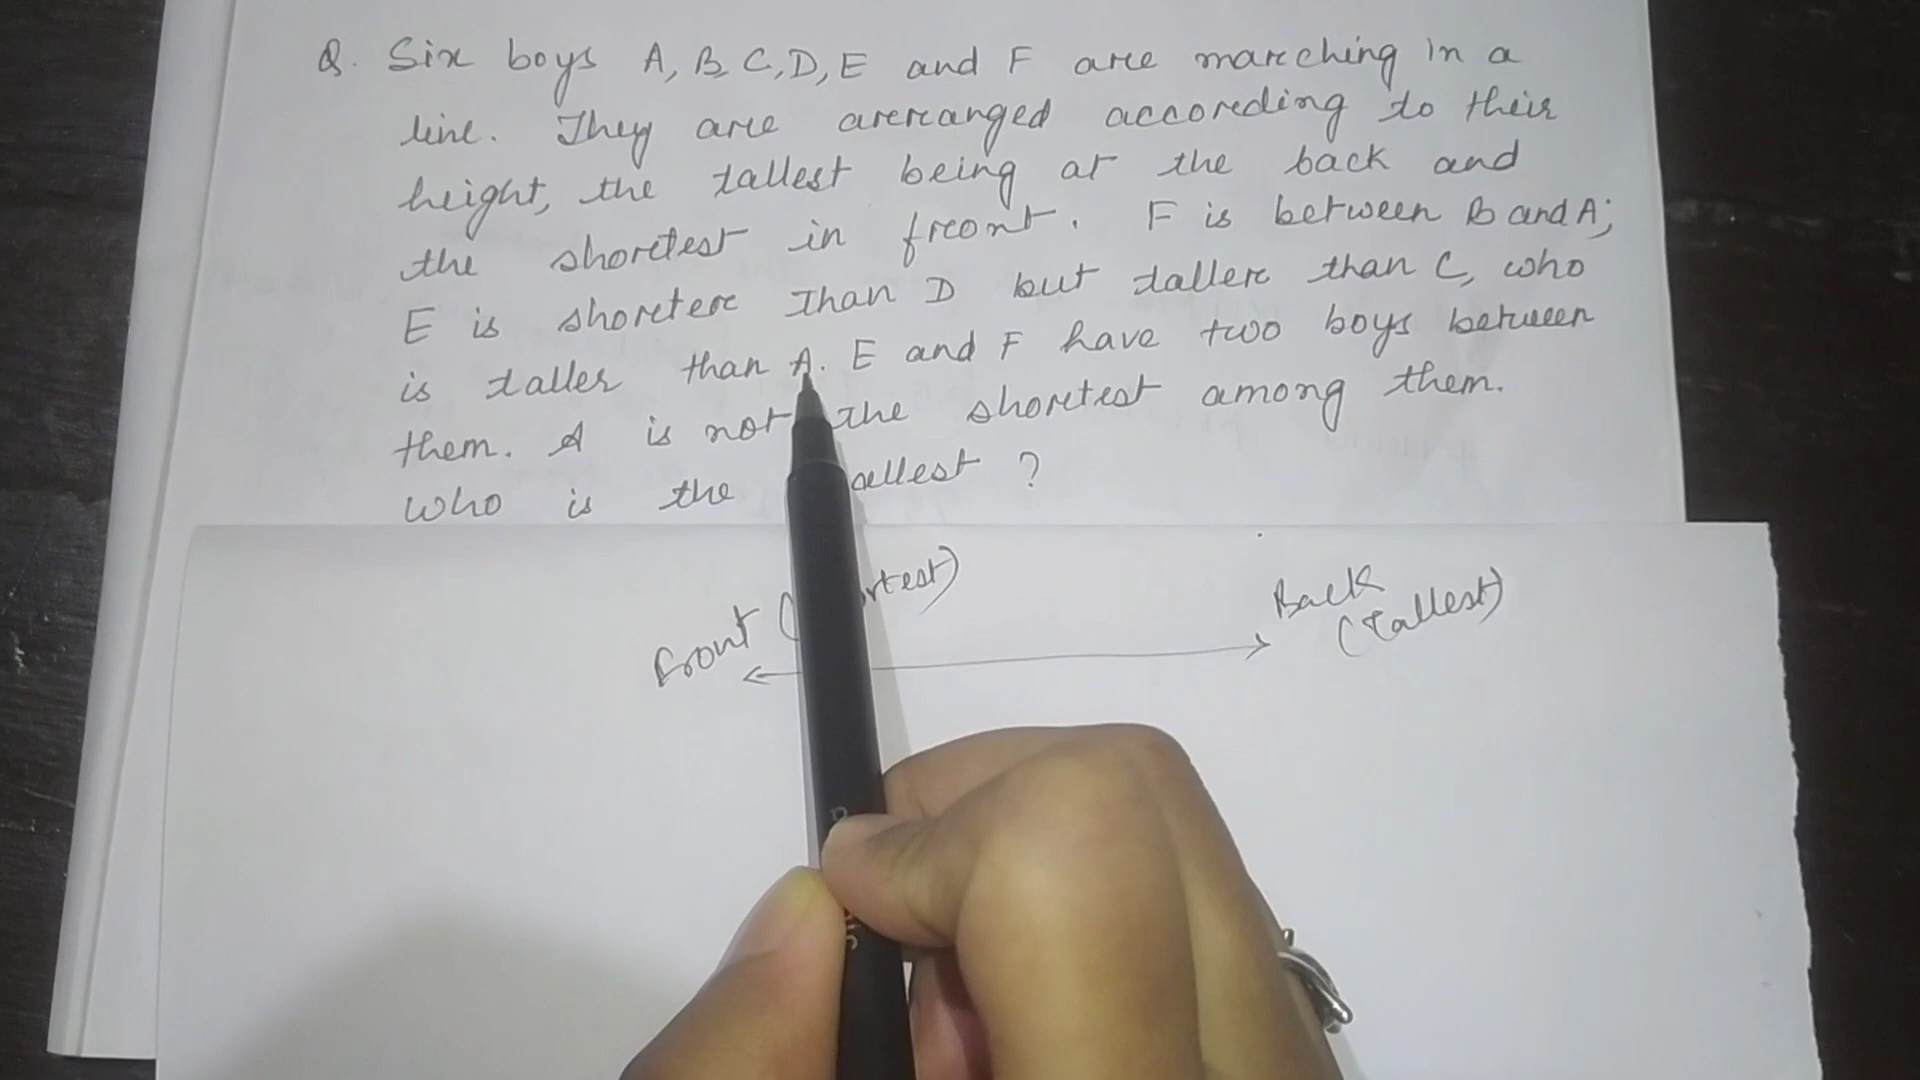 Q. Six boys A, B, C, D, E and F are marching in a
line. They are arranged according to their
height, the tallest being at the back and
the shortest in front. F is between B and A;
E is shorter than D but taller than C, who
is taller than A. E and F have two boys between
them. A is not the shortest among them.
Who is the allest ?
Front ( rtest)
Back
(Tallest)